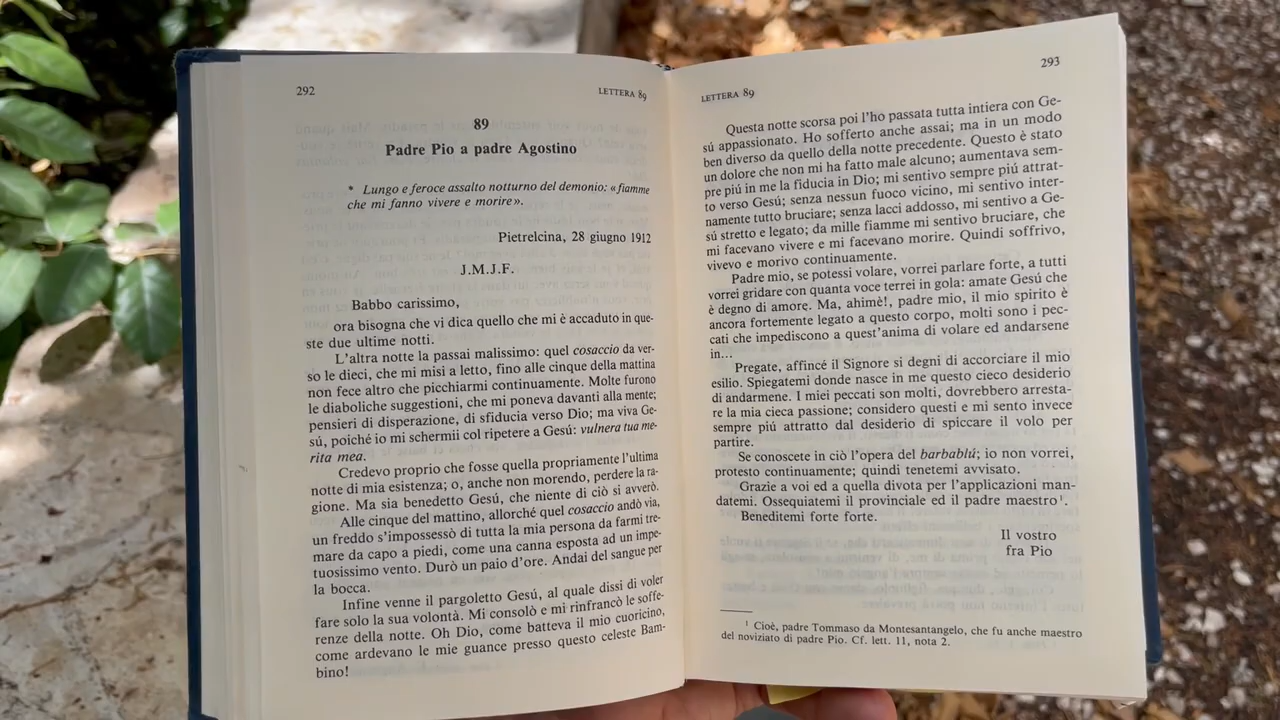 292
LETTERA 89
89
Padre Pio a padre Agostino
* Lungo e feroce assalto notturno del demonio: «fiamme
che mi fanno vivere e morire».
Pietrelcina, 28 giugno 1912
J.M.J.F.
Babbo carissimo,
ora bisogna che vi dica quello che mi è accaduto in que-
ste due ultime notti.
L'altra notte la passai malissimo: quel cosaccio da ver-
so le dieci, che mi misi a letto, fino alle cinque della mattina
non fece altro che picchiarmi continuamente. Molte furono
le diaboliche suggestioni, che mi poneva davanti alla mente;
pensieri di disperazione, di sfiducia verso Dio; ma viva Ge-
sú, poiché io mi schermii col ripetere a Gesú: vulnera tua me-
rita mea.
Credevo proprio che fosse quella propriamente l'ultima
notte di mia esistenza; o, anche non morendo, perdere la ra-
gione. Ma sia benedetto Gesú, che niente di ciò si avverò.
Alle cinque del mattino, allorché quel cosaccio andò via,
un freddo s'impossessò di tutta la mia persona da farmi tre-
mare da capo a piedi, come una canna esposta ad un impe-
tuosissimo vento. Durò un paio d'ore. Andai del sangue per
la bocca.
Infine venne il pargoletto Gesú, al quale dissi di voler
fare solo la sua volontà. Mi consolò e mi rinfrancò le soffe-
renze della notte. Oh Dio, come batteva il mio cuoricino,
come ardevano le mie guance presso questo celeste Bam-
bino!
LETTERA 89
293
Questa notte scorsa poi l'ho passata tutta intiera con Ge-
sú appassionato. Ho sofferto anche assai; ma in un modo
ben diverso da quello della notte precedente. Questo è stato
un dolore che non mi ha fatto male alcuno; aumentava sem-
pre piú in me la fiducia in Dio; mi sentivo sempre piú attrat-
to verso Gesú; senza nessun fuoco vicino, mi sentivo inter-
namente tutto bruciare; senza lacci addosso, mi sentivo a Ge-
sú stretto e legato; da mille fiamme mi sentivo bruciare, che
mi facevano vivere e mi facevano morire. Quindi soffrivo,
vivevo e morivo continuamente.
Padre mio, se potessi volare, vorrei parlare forte, a tutti
vorrei gridare con quanta voce terrei in gola: amate Gesú che
è degno di amore. Ma, ahimè!, padre mio, il mio spirito è
ancora fortemente legato a questo corpo, molti sono i pec-
cati che impediscono a quest'anima di volare ed andarsene
in...
Pregate, affincé il Signore si degni di accorciare il mio
esilio. Spiegatemi donde nasce in me questo cieco desiderio
di andarmene. I miei peccati son molti, dovrebbero arresta-
re la mia cieca passione; considero questi e mi sento invece
sempre piú attratto dal desiderio di spiccare il volo per
partire.
Se conoscete in ciò l'opera del barbablú; io non vorrei,
protesto continuamente; quindi tenetemi avvisato.
Grazie a voi ed a quella divota per l'applicazioni man-
datemi. Ossequiatemi il provinciale ed il padre maestro¹.
Beneditemi forte forte.
Il vostro
fra Pio
¹ Cioè, padre Tommaso da Montesantangelo, che fu anche maestro
del noviziato di padre Pio. Cf. lett. 11, nota 2.